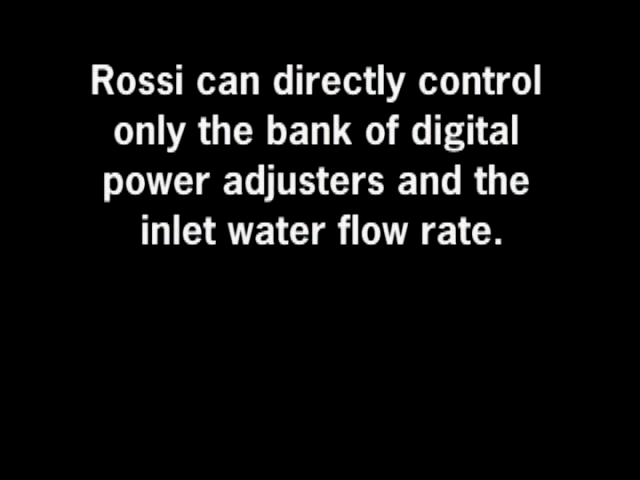 Rossi can directly control
only the bank of digital
power adjusters and the
inlet water flow rate.